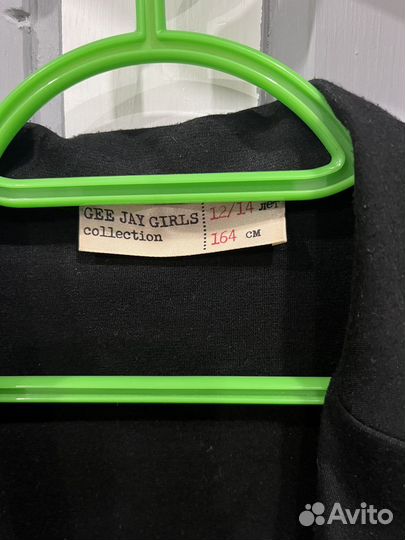 GEE JAY GIRLS
collection
12/14 лет
164 см
Avito